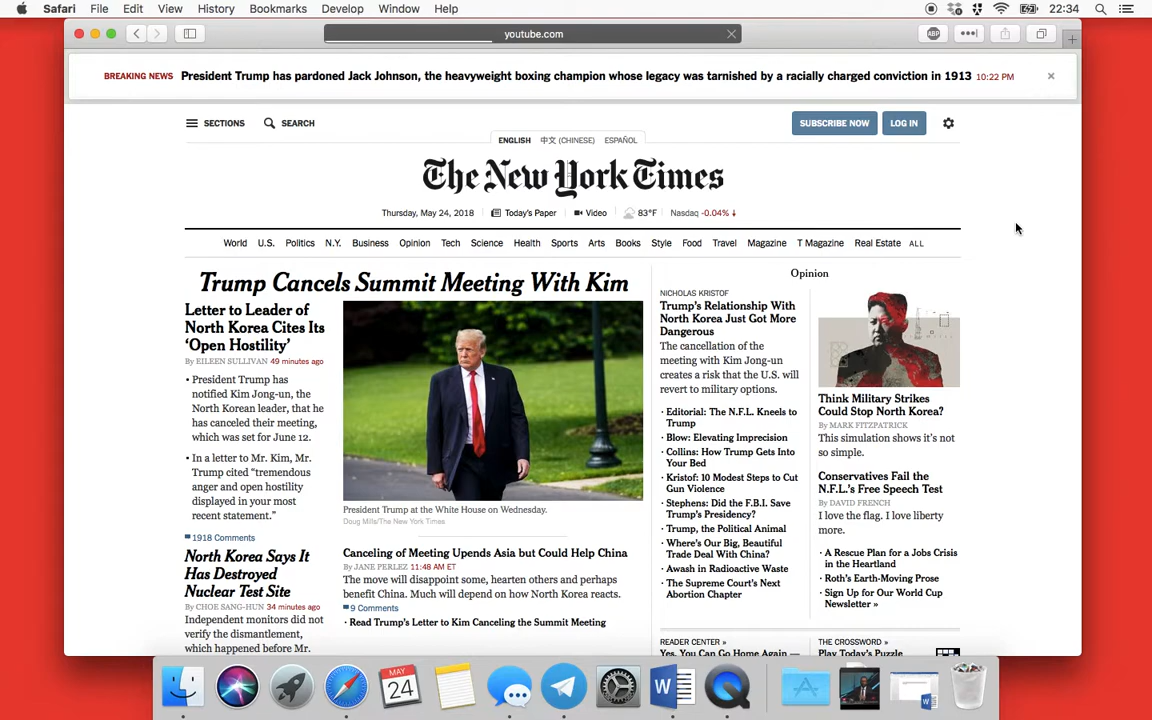 Safari File Edit View History Bookmarks Develop Window Help 22:34
youtube.com
ABP
BREAKING NEWS President Trump has pardoned Jack Johnson, the heavyweight boxing champion whose legacy was tarnished by a racially charged conviction in 1913 10:22 PM
SECTIONS SEARCH SUBSCRIBE NOW LOG IN
ENGLISH 中文 (CHINESE) ESPAÑOL
The New York Times
Thursday, May 24, 2018 Today's Paper Video 83°F Nasdaq -0.04% ↓
World U.S. Politics N.Y. Business Opinion Tech Science Health Sports Arts Books Style Food Travel Magazine T Magazine Real Estate ALL
Trump Cancels Summit Meeting With Kim
Letter to Leader of
North Korea Cites Its
‘Open Hostility’
By EILEEN SULLIVAN 49 minutes ago
• President Trump has
notified Kim Jong-un, the
North Korean leader, that he
has canceled their meeting,
which was set for June 12.
• In a letter to Mr. Kim, Mr.
Trump cited “tremendous
anger and open hostility
displayed in your most
recent statement.”
1918 Comments
North Korea Says It
Has Destroyed
Nuclear Test Site
By CHOE SANG-HUN 34 minutes ago
Independent monitors did not
verify the dismantlement,
which happened before Mr.
President Trump at the White House on Wednesday.
Doug Mills/The New York Times
Canceling of Meeting Upends Asia but Could Help China
By JANE PERLEZ 11:48 AM ET
The move will disappoint some, hearten others and perhaps
benefit China. Much will depend on how North Korea reacts.
9 Comments
• Read Trump’s Letter to Kim Canceling the Summit Meeting
Opinion
NICHOLAS KRISTOF
Trump’s Relationship With
North Korea Just Got More
Dangerous
The cancellation of the
meeting with Kim Jong-un
creates a risk that the U.S. will
revert to military options.
· Editorial: The N.F.L. Kneels to
Trump
· Blow: Elevating Imprecision
· Collins: How Trump Gets Into
Your Bed
· Kristof: 10 Modest Steps to Cut
Gun Violence
· Stephens: Did the F.B.I. Save
Trump’s Presidency?
· Trump, the Political Animal
· Where’s Our Big, Beautiful
Trade Deal With China?
· Awash in Radioactive Waste
· The Supreme Court’s Next
Abortion Chapter
Think Military Strikes
Could Stop North Korea?
By MARK FITZPATRICK
This simulation shows it’s not
so simple.
Conservatives Fail the
N.F.L.’s Free Speech Test
By DAVID FRENCH
I love the flag. I love liberty
more.
· A Rescue Plan for a Jobs Crisis
in the Heartland
· Roth’s Earth-Moving Prose
· Sign Up for Our World Cup
Newsletter »
READER CENTER »
Yes, You Can Go Home Again —
THE CROSSWORD »
Play Today’s Puzzle
MAY
24
W
W